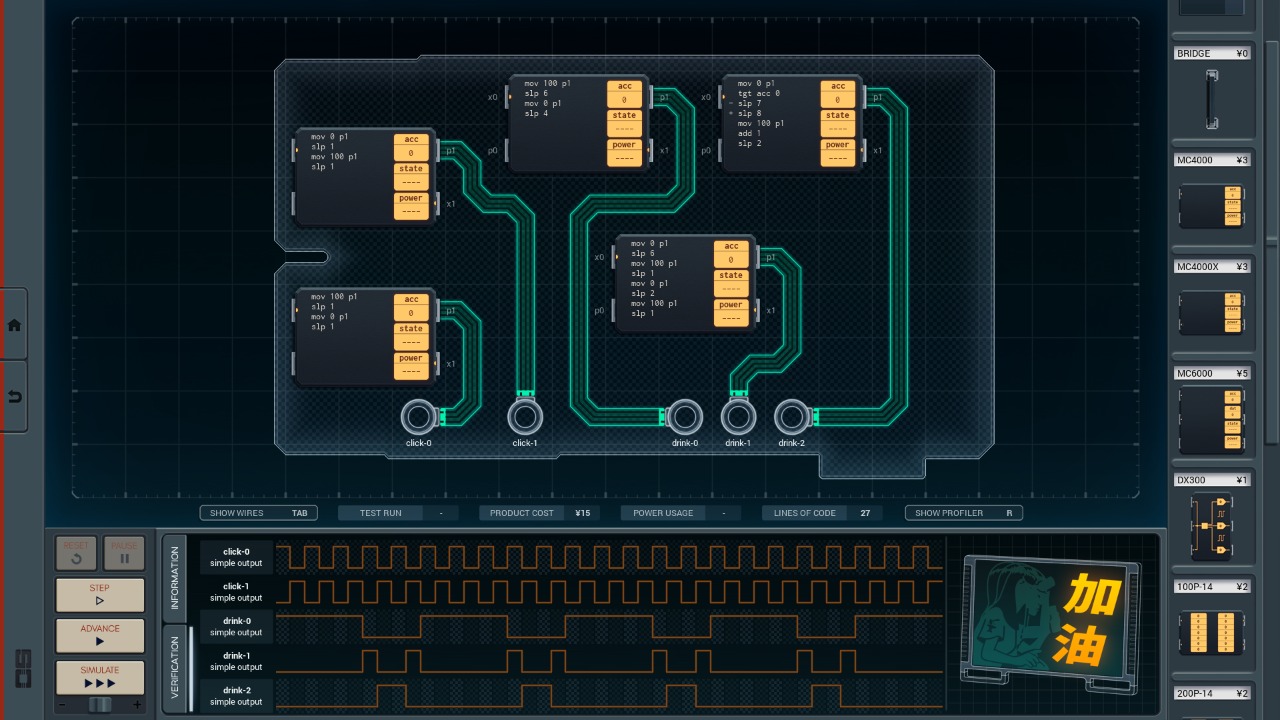 BRIDGE ¥0
MC4000 ¥3
MC4000X ¥3
MC6000 ¥5
DX300 ¥1
100P-14 ¥2
200P-14 ¥2
mov 0 p1
slp 1
mov 100 p1
slp 1
acc
0
state
----
power
----
p1
x1
mov 100 p1
slp 6
mov 0 p1
slp 4
acc
0
state
----
power
----
x0
p0
p1
x1
mov 0 p1
tgt acc 0
- slp 7
+ slp 8
mov 100 p1
add 1
slp 2
acc
0
state
----
power
----
x0
p0
p1
x1
mov 100 p1
slp 1
mov 0 p1
slp 1
acc
0
state
----
power
----
p1
x1
mov 0 p1
slp 6
mov 100 p1
slp 1
mov 0 p1
slp 2
mov 100 p1
slp 1
acc
0
state
----
power
----
x0
p0
p1
x1
click-0
click-1
drink-0
drink-1
drink-2
SHOW WIRES TAB
TEST RUN -
PRODUCT COST ¥15
POWER USAGE -
LINES OF CODE 27
SHOW PROFILER R
RESET
PAUSE
STEP
ADVANCE
SIMULATE
- +
INFORMATION
VERIFICATION
click-0
simple output
click-1
simple output
drink-0
simple output
drink-1
simple output
drink-2
simple output
加
油